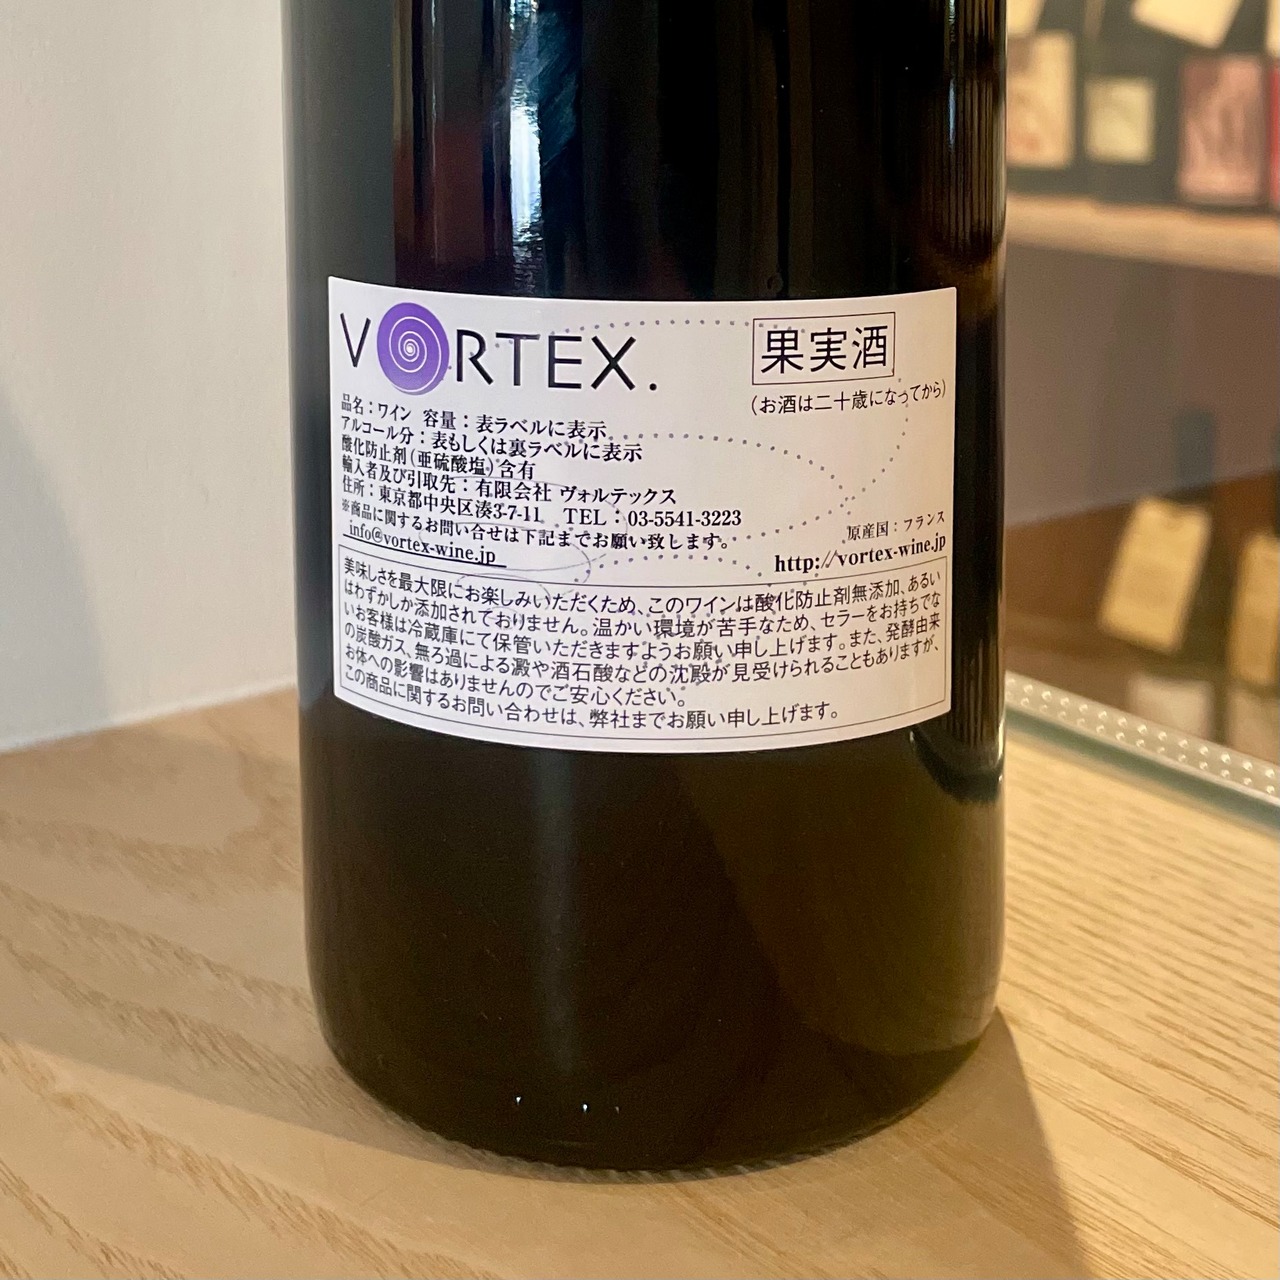 VORTEX.
果実酒
（お酒は二十歳になってから）
品名：ワイン 容量：表ラベルに表示
アルコール分：表もしくは裏ラベルに表示
酸化防止剤（亜硫酸塩）含有
輸入者及び引取先：有限会社 ヴォルテックス
住所：東京都中央区湊3-7-11 TEL：03-5541-3223
※商品に関するお問い合せは下記までお願い致します。
info@vortex-wine.jp
原産国：フランス
http://vortex-wine.jp
美味しさを最大限にお楽しみいただくため、このワインは酸化防止剤無添加、あるい
はわずかしか添加されておりません。温かい環境が苦手なため、セラーをお持ちでな
いお客様は冷蔵庫にて保管いただきますようお願い申し上げます。また、発酵由来
の炭酸ガス、無ろ過による澱や酒石酸などの沈殿が見受けられることもありますが、
お体への影響はありませんのでご安心ください。
この商品に関するお問い合わせは、弊社までお願い申し上げます。